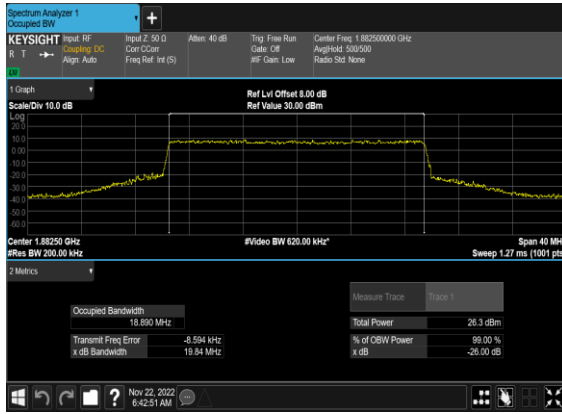 Spectrum Analyzer 1
Occupied BW
+
KEYSIGHT
R T
LXI
Input: RF
Coupling: DC
Align: Auto
Input Z: 50 Ω
Corr CCorr
Freq Ref: Int (S)
Atten: 40 dB
Trig: Free Run
Gate: Off
#IF Gain: Low
Center Freq: 1.882500000 GHz
Avg|Hold: 500/500
Radio Std: None
1 Graph
Scale/Div 10.0 dB
Ref Lvl Offset 8.00 dB
Ref Value 30.00 dBm
Log
20.0
10.0
0.00
-10.0
-20.0
-30.0
-40.0
-50.0
-60.0
Center 1.88250 GHz
#Res BW 200.00 kHz
#Video BW 620.00 kHz*
Span 40 MH
Sweep 1.27 ms (1001 pts
2 Metrics
Measure Trace Trace 1
Occupied Bandwidth
18.890 MHz
Total Power 26.3 dBm
Transmit Freq Error -8.594 kHz
% of OBW Power 99.00 %
x dB Bandwidth 19.84 MHz
x dB -26.00 dB
?
Nov 22, 2022
6:42:51 AM